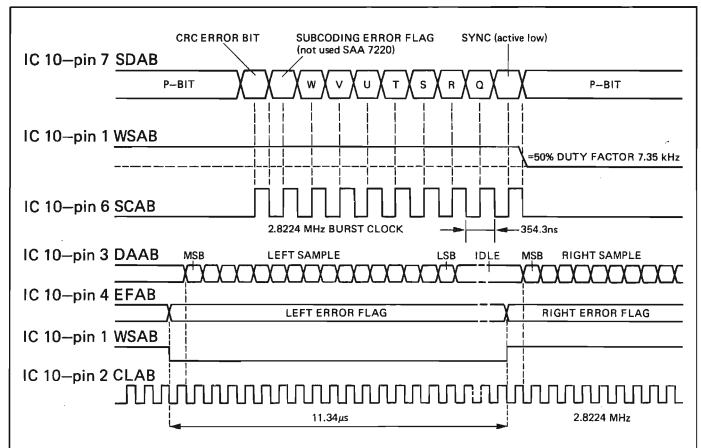 CRC ERROR BIT
SUBCODING ERROR FLAG
(not used SAA 7220)
SYNC (active low)
IC 10—pin 7 SDAB
P-BIT W V U T S R Q P-BIT
IC 10—pin 1 WSAB
=50% DUTY FACTOR 7.35 kHz
IC 10—pin 6 SCAB
2.8224 MHz BURST CLOCK
354.3ns
IC 10—pin 3 DAAB
MSB LEFT SAMPLE LSB IDLE MSB RIGHT SAMPLE
IC 10—pin 4 EFAB
LEFT ERROR FLAG RIGHT ERROR FLAG
IC 10—pin 1 WSAB
IC 10—pin 2 CLAB
11.34μs
2.8224 MHz